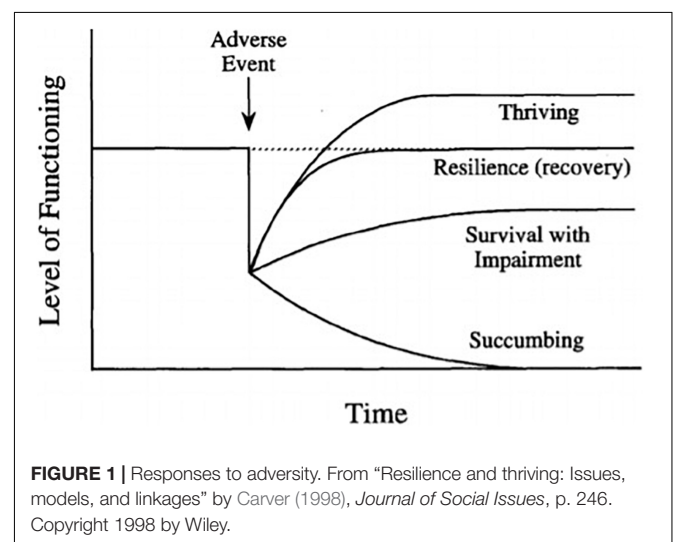 Adverse
Event
Level of Functioning
Thriving
Resilience (recovery)
Survival with
Impairment
Succumbing
Time
FIGURE 1 | Responses to adversity. From “Resilience and thriving: Issues,
models, and linkages” by Carver (1998), Journal of Social Issues, p. 246.
Copyright 1998 by Wiley.